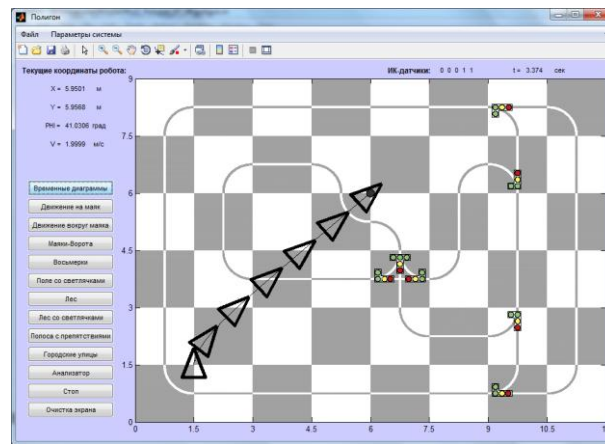 Полигон
Файл Параметры системы
Текущие координаты робота:
ИК-датчики: 0 0 0 1 1 t = 3.374 сек
X = 5.9501 м
Y = 5.9568 м
PHI = 41.0306 град
V = 1.9999 м/с
Временные диаграммы
Движение на маяк
Движение вокруг маяка
Маяки-Ворота
Восьмерки
Поле со светлячками
Лес
Лес со светлячками
Полоса с препятствиями
Городские улицы
Анализатор
Стоп
Очистка экрана
9
7.5
6
4.5
3
1.5
0
0 1.5 3 4.5 6 7.5 9 10.5